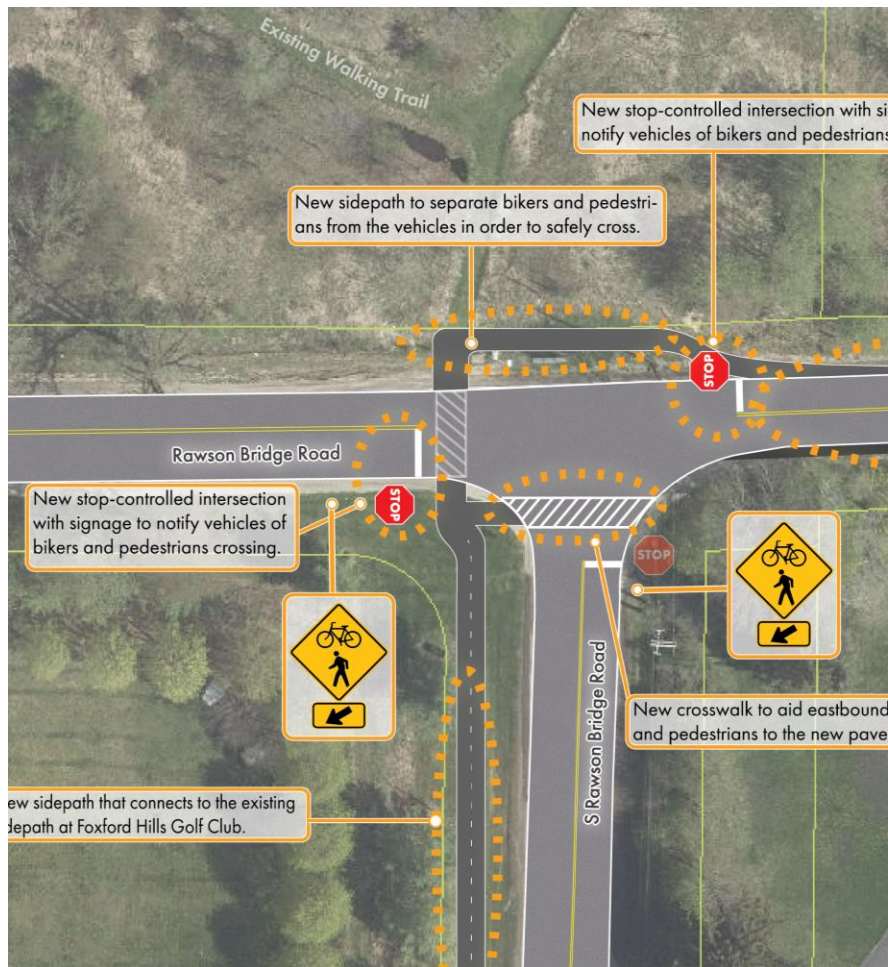 Existing Walking Trail
New stop-controlled intersection with si
notify vehicles of bikers and pedestrians
New sidepath to separate bikers and pedestri-
ans from the vehicles in order to safely cross.
STOP
Rawson Bridge Road
New stop-controlled intersection
with signage to notify vehicles of
bikers and pedestrians crossing.
STOP
STOP
S Rawson Bridge Road
New crosswalk to aid eastbound
and pedestrians to the new pave
ew sidepath that connects to the existing
depath at Foxford Hills Golf Club.